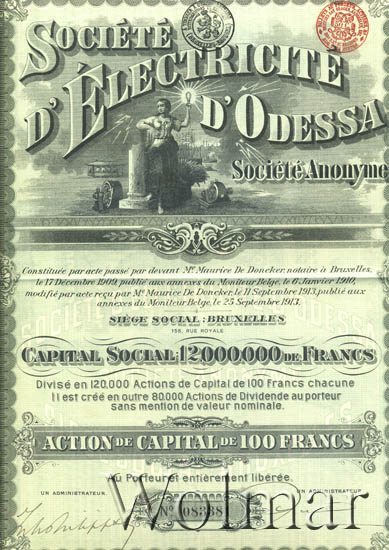 SOCIÉTÉ
D'ÉLECTRICITÉ
D'ODESSA
Société Anonyme
Constituée par acte passé par devant Me. Maurice De Doncker, notaire à Bruxelles,
le 17 Décembre 1909, publié aux annexes du Moniteur Belge, le 6 Janvier 1910,
modifié par acte reçu par Me. Maurice De Doncker, le 11 Septembre 1913, publié aux
annexes du Moniteur Belge, le 25 Septembre 1913.
SIÈGE SOCIAL: BRUXELLES
158, RUE ROYALE
CAPITAL SOCIAL: 12.000.000 DE FRANCS
Divisé en 120.000 Actions de Capital de 100 Francs chacune
Il est créé en outre 80.000 Actions de Dividende au porteur
sans mention de valeur nominale.
ACTION DE CAPITAL DE 100 FRANCS
Au Porteur et entièrement libérée.
UN ADMINISTRATEUR.
UN ADMINISTRATEUR.
No.
Wolmar